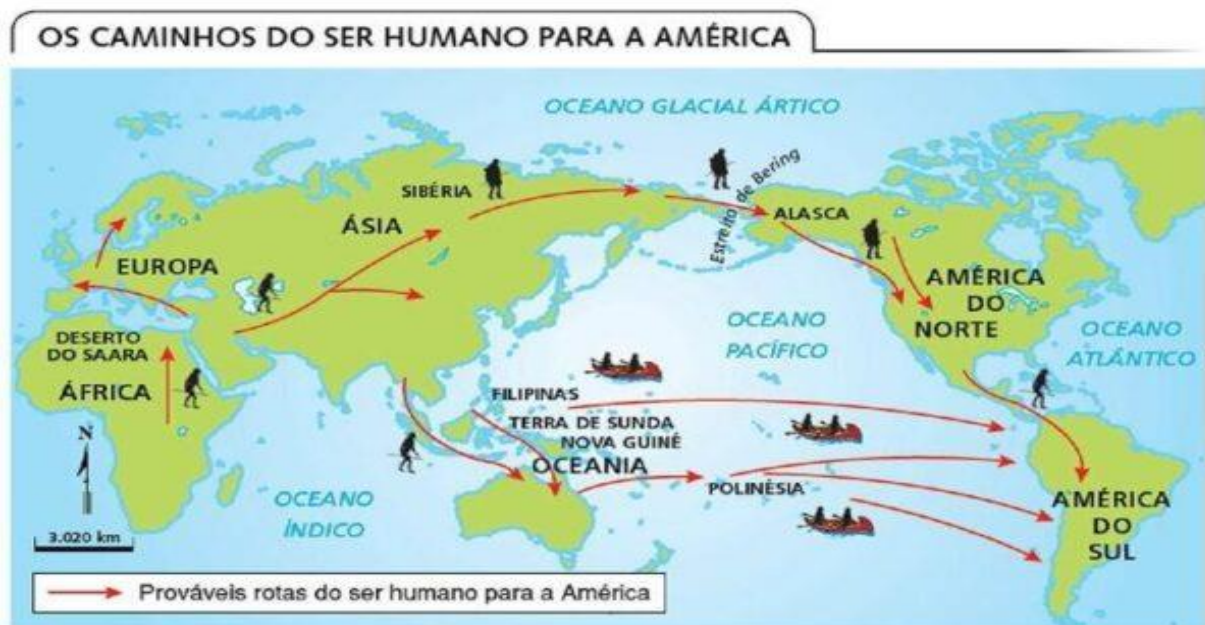 OS CAMINHOS DO SER HUMANO PARA A AMÉRICA
OCEANO GLACIAL ÁRTICO
SIBÉRIA
Estreito de Bering
ÁSIA
ALASCA
EUROPA
AMÉRICA
DO
NORTE
OCEANO
PACÍFICO
OCEANO
ATLÂNTICO
DESERTO
DO SAARA
ÁFRICA
FILIPINAS
TERRA DE SUNDA
NOVA GUINÉ
OCEANIA
POLINÉSIA
N
OCEANO
ÍNDICO
AMÉRICA
DO
SUL
3.020 km
Prováveis rotas do ser humano para a América